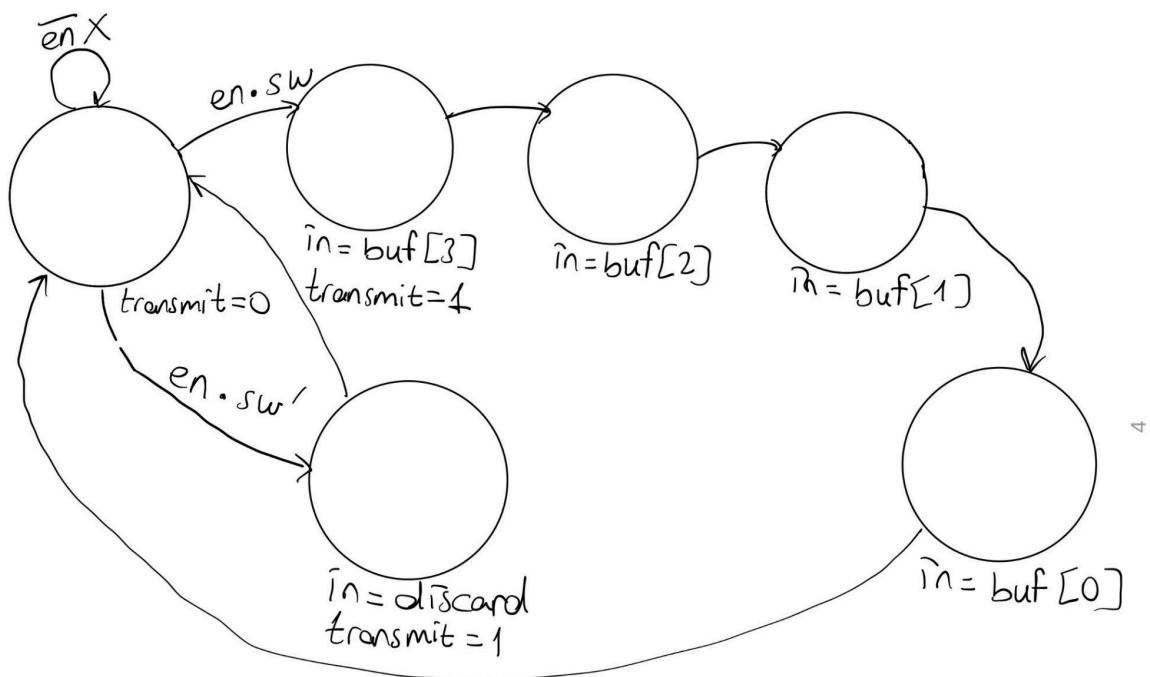 e̅n̅ X
en·sw
in=buf[3]
transmit=1
in=buf[2]
in=buf[1]
transmit=0
en·sw'
in=discard
transmit=1
in=buf[0]
4